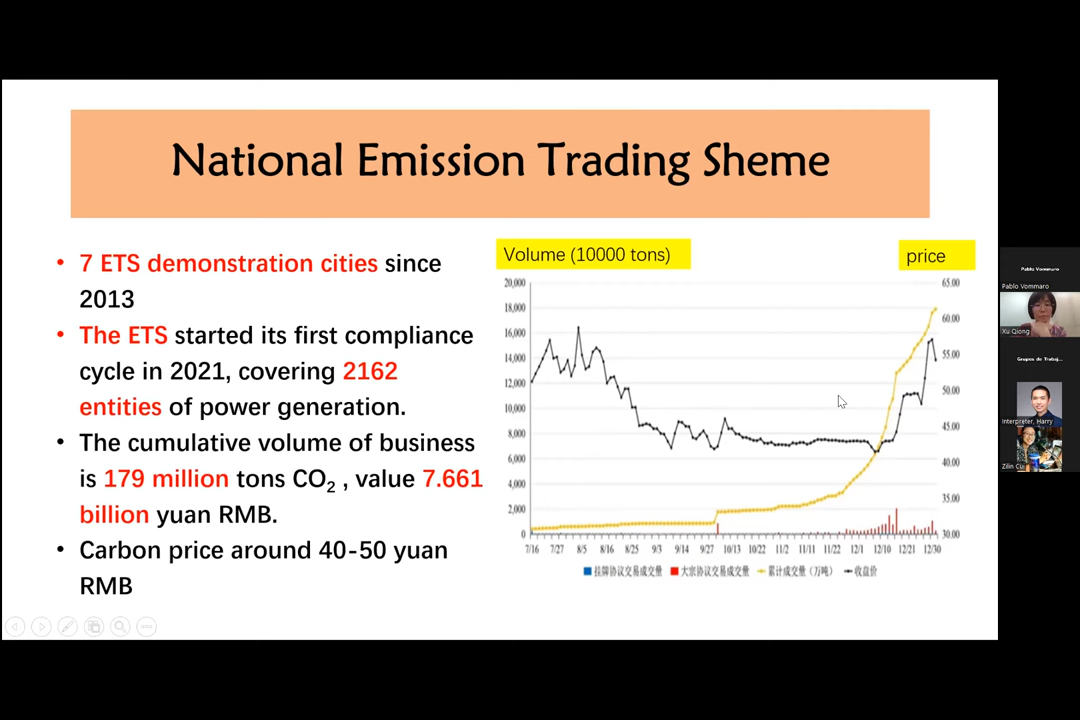 National Emission Trading Sheme
• 7 ETS demonstration cities since
2013
• The ETS started its first compliance
cycle in 2021, covering 2162
entities of power generation.
• The cumulative volume of business
is 179 million tons CO2 , value 7.661
billion yuan RMB.
• Carbon price around 40-50 yuan
RMB
Volume (10000 tons)
price
20,000
18,000
16,000
14,000
12,000
10,000
8,000
6,000
4,000
2,000
0
65.00
60.00
55.00
50.00
45.00
40.00
35.00
30.00
7/16 7/27 8/5 8/16 8/25 9/3 9/14 9/27 10/13 10/22 11/2 11/11 11/22 12/1 12/10 12/21 12/30
挂牌协议交易成交量 大宗协议交易成交量 累计成交量（万吨） 收盘价
Pablo Vommaro
Pablo Vommaro
Xu Qiong
Grupos de Trabaj...
Interpreter, Harry
Zilin Cui